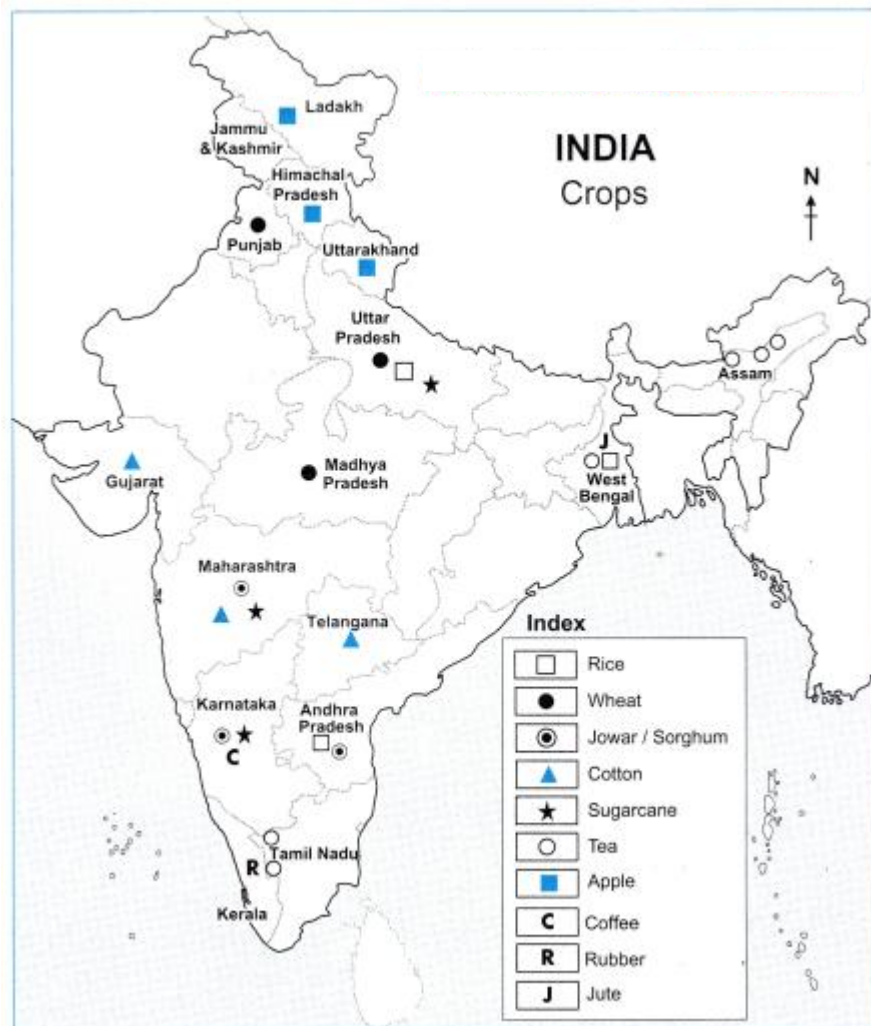 INDIA
Crops
N
Ladakh
Jammu
& Kashmir
Himachal
Pradesh
Punjab
Uttarakhand
Uttar
Pradesh
Assam
J
West
Bengal
Gujarat
Madhya
Pradesh
Maharashtra
Telangana
Karnataka
C
Andhra
Pradesh
Tamil Nadu
R
Kerala
Index
Rice
Wheat
Jowar / Sorghum
Cotton
Sugarcane
Tea
Apple
C Coffee
R Rubber
J Jute